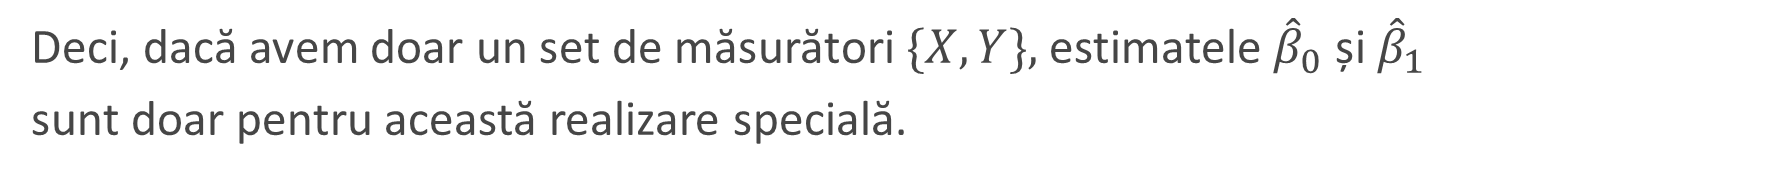 Deci, dacă avem doar un set de măsurători {X, Y}, estimatele β̂₀ și β̂₁
sunt doar pentru această realizare specială.